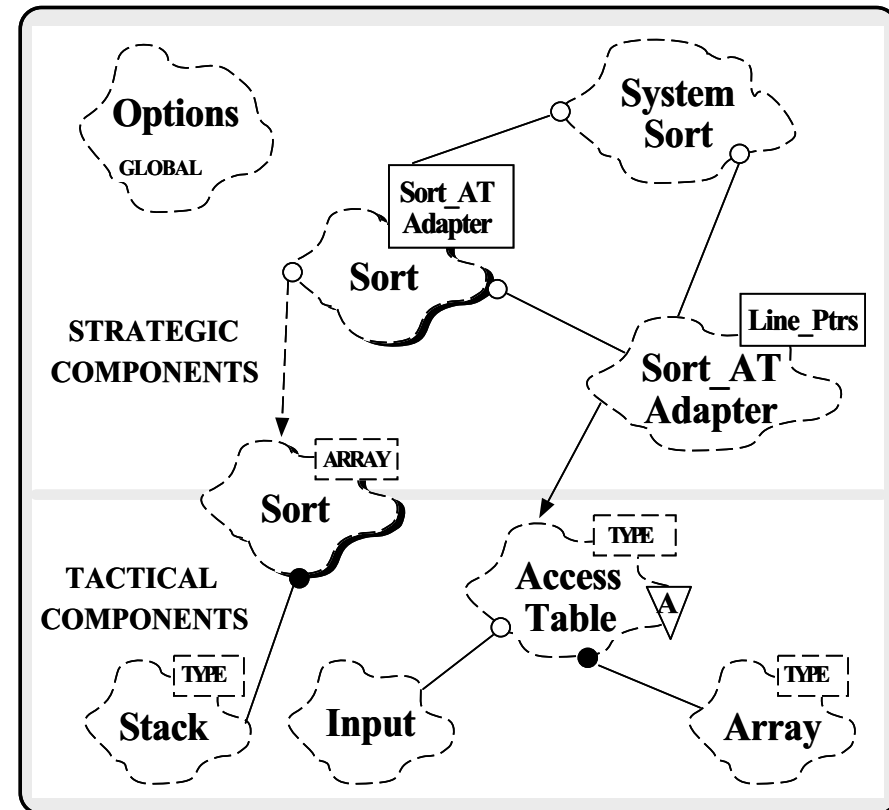 Options
GLOBAL
System
Sort
Sort_AT
Adapter
Sort
STRATEGIC
COMPONENTS
Line_Ptrs
Sort_AT
Adapter
ARRAY
Sort
TACTICAL
COMPONENTS
TYPE
Access
Table
A
TYPE
Stack
Input
TYPE
Array